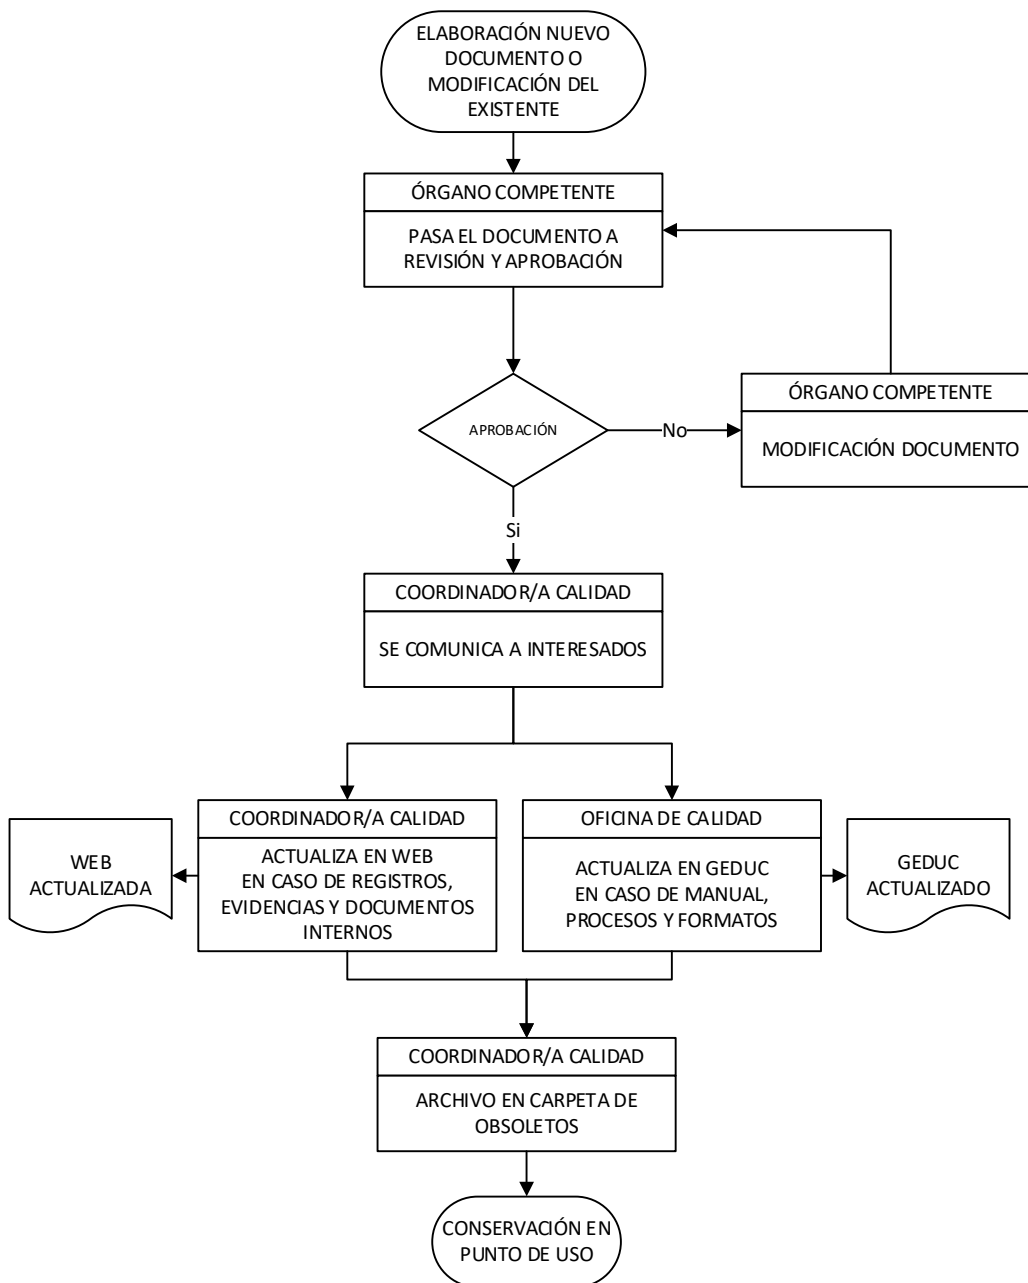 ELABORACIÓN NUEVO
DOCUMENTO O
MODIFICACIÓN DEL
EXISTENTE
ÓRGANO COMPETENTE
PASA EL DOCUMENTO A
REVISIÓN Y APROBACIÓN
APROBACIÓN
No
ÓRGANO COMPETENTE
MODIFICACIÓN DOCUMENTO
Si
COORDINADOR/A CALIDAD
SE COMUNICA A INTERESADOS
WEB
ACTUALIZADA
COORDINADOR/A CALIDAD
ACTUALIZA EN WEB
EN CASO DE REGISTROS,
EVIDENCIAS Y DOCUMENTOS
INTERNOS
OFICINA DE CALIDAD
ACTUALIZA EN GEDUC
EN CASO DE MANUAL,
PROCESOS Y FORMATOS
GEDUC
ACTUALIZADO
COORDINADOR/A CALIDAD
ARCHIVO EN CARPETA DE
OBSOLETOS
CONSERVACIÓN EN
PUNTO DE USO